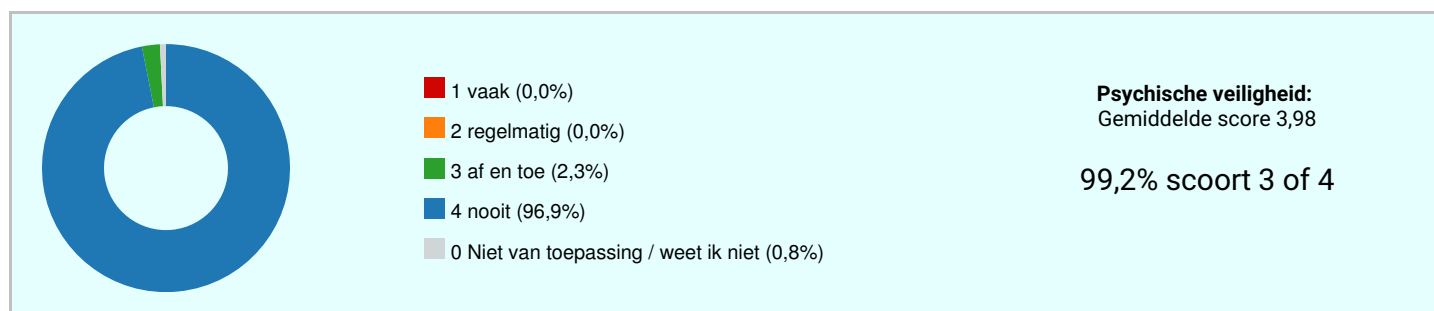 1 vaak (0,0%)
2 regelmatig (0,0%)
3 af en toe (2,3%)
4 nooit (96,9%)
0 Niet van toepassing / weet ik niet (0,8%)
Psychische veiligheid:
Gemiddelde score 3,98
99,2% scoort 3 of 4